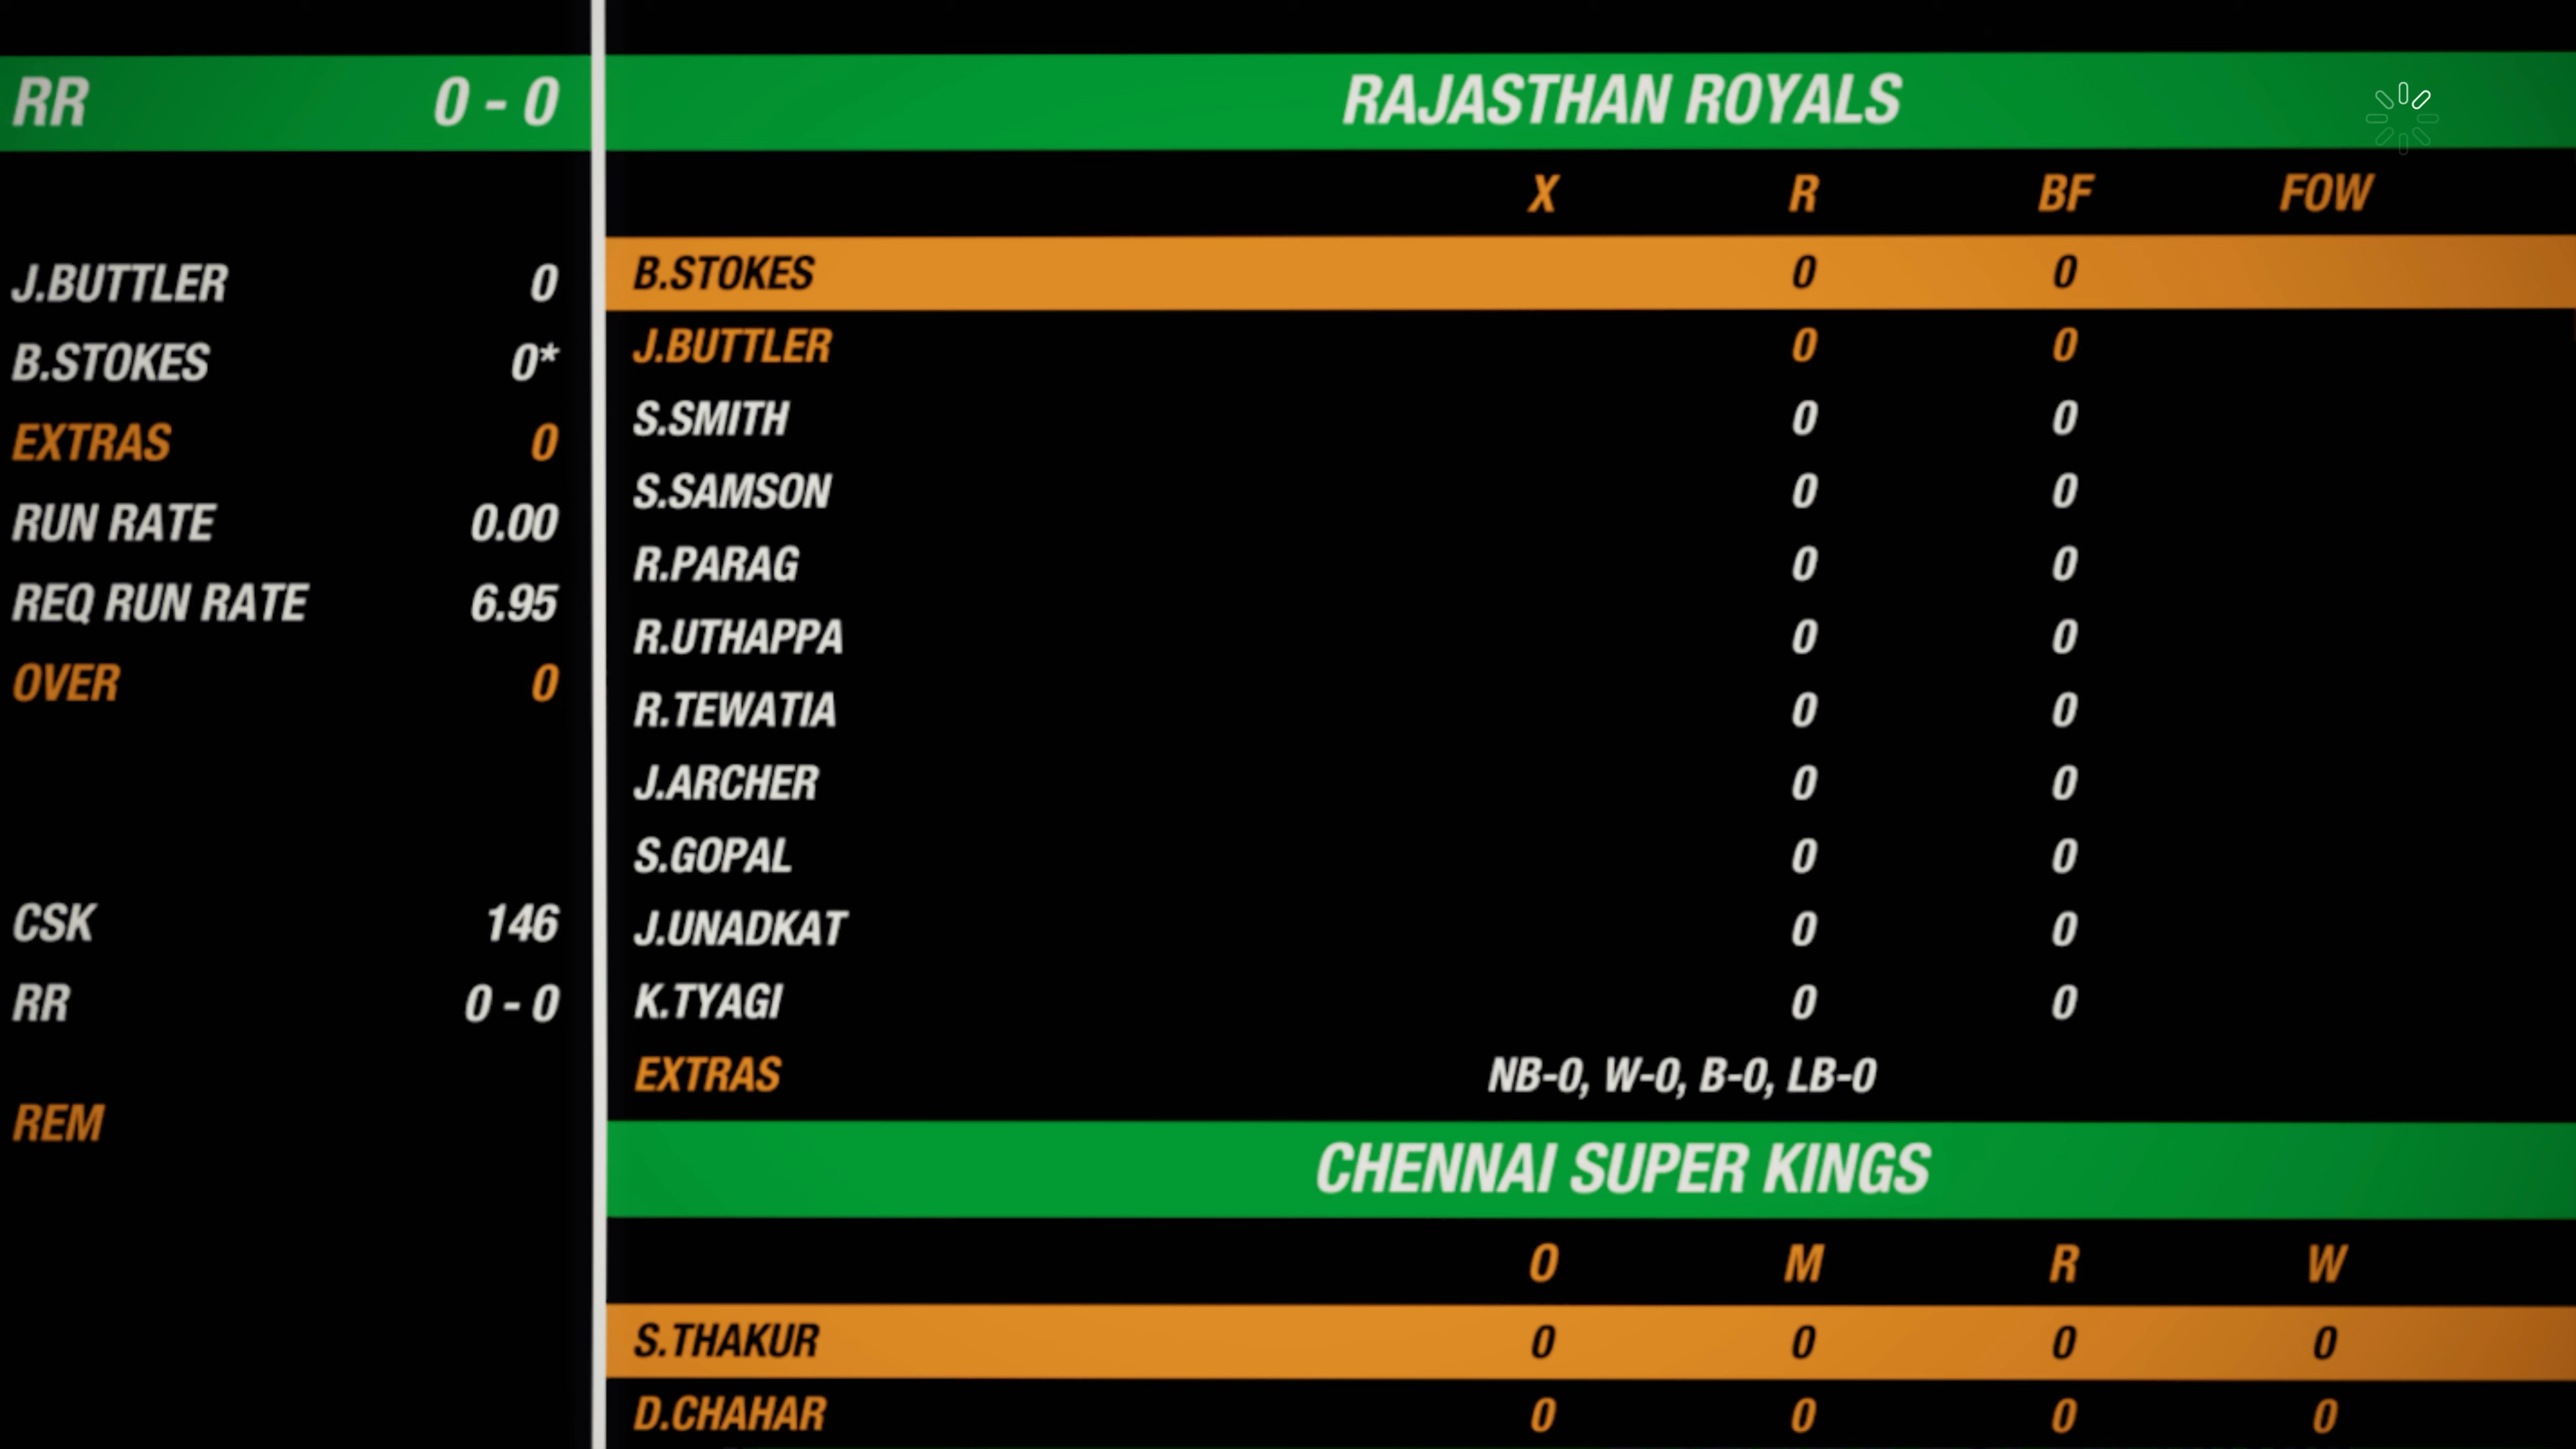 RR 0 - 0
J.BUTTLER 0
B.STOKES 0*
EXTRAS 0
RUN RATE 0.00
REQ RUN RATE 6.95
OVER 0
CSK 146
RR 0 - 0
REM
RAJASTHAN ROYALS
X R BF FOW
B.STOKES 0 0
J.BUTTLER 0 0
S.SMITH 0 0
S.SAMSON 0 0
R.PARAG 0 0
R.UTHAPPA 0 0
R.TEWATIA 0 0
J.ARCHER 0 0
S.GOPAL 0 0
J.UNADKAT 0 0
K.TYAGI 0 0
EXTRAS NB-0, W-0, B-0, LB-0
CHENNAI SUPER KINGS
O M R W
S.THAKUR 0 0 0 0
D.CHAHAR 0 0 0 0